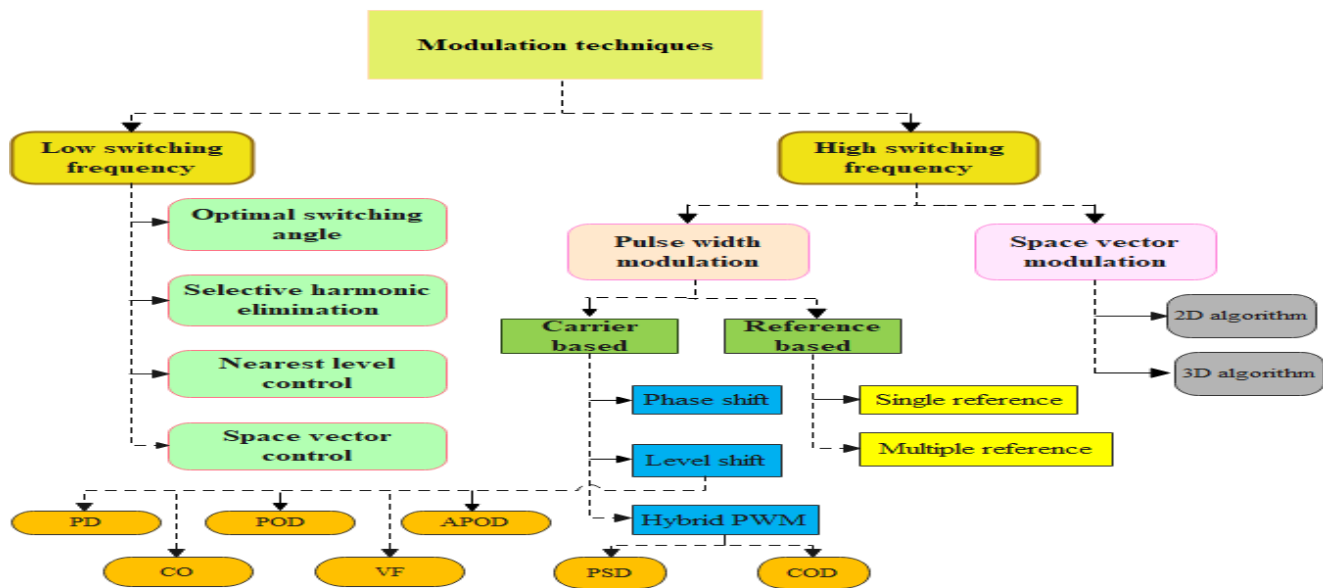 Modulation techniques
Low switching
frequency
High switching
frequency
Optimal switching
angle
Selective harmonic
elimination
Nearest level
control
Space vector
control
Pulse width
modulation
Space vector
modulation
Carrier
based
Reference
based
2D algorithm
3D algorithm
Phase shift
Level shift
Hybrid PWM
Single reference
Multiple reference
PD
POD
APOD
CO
VF
PSD
COD